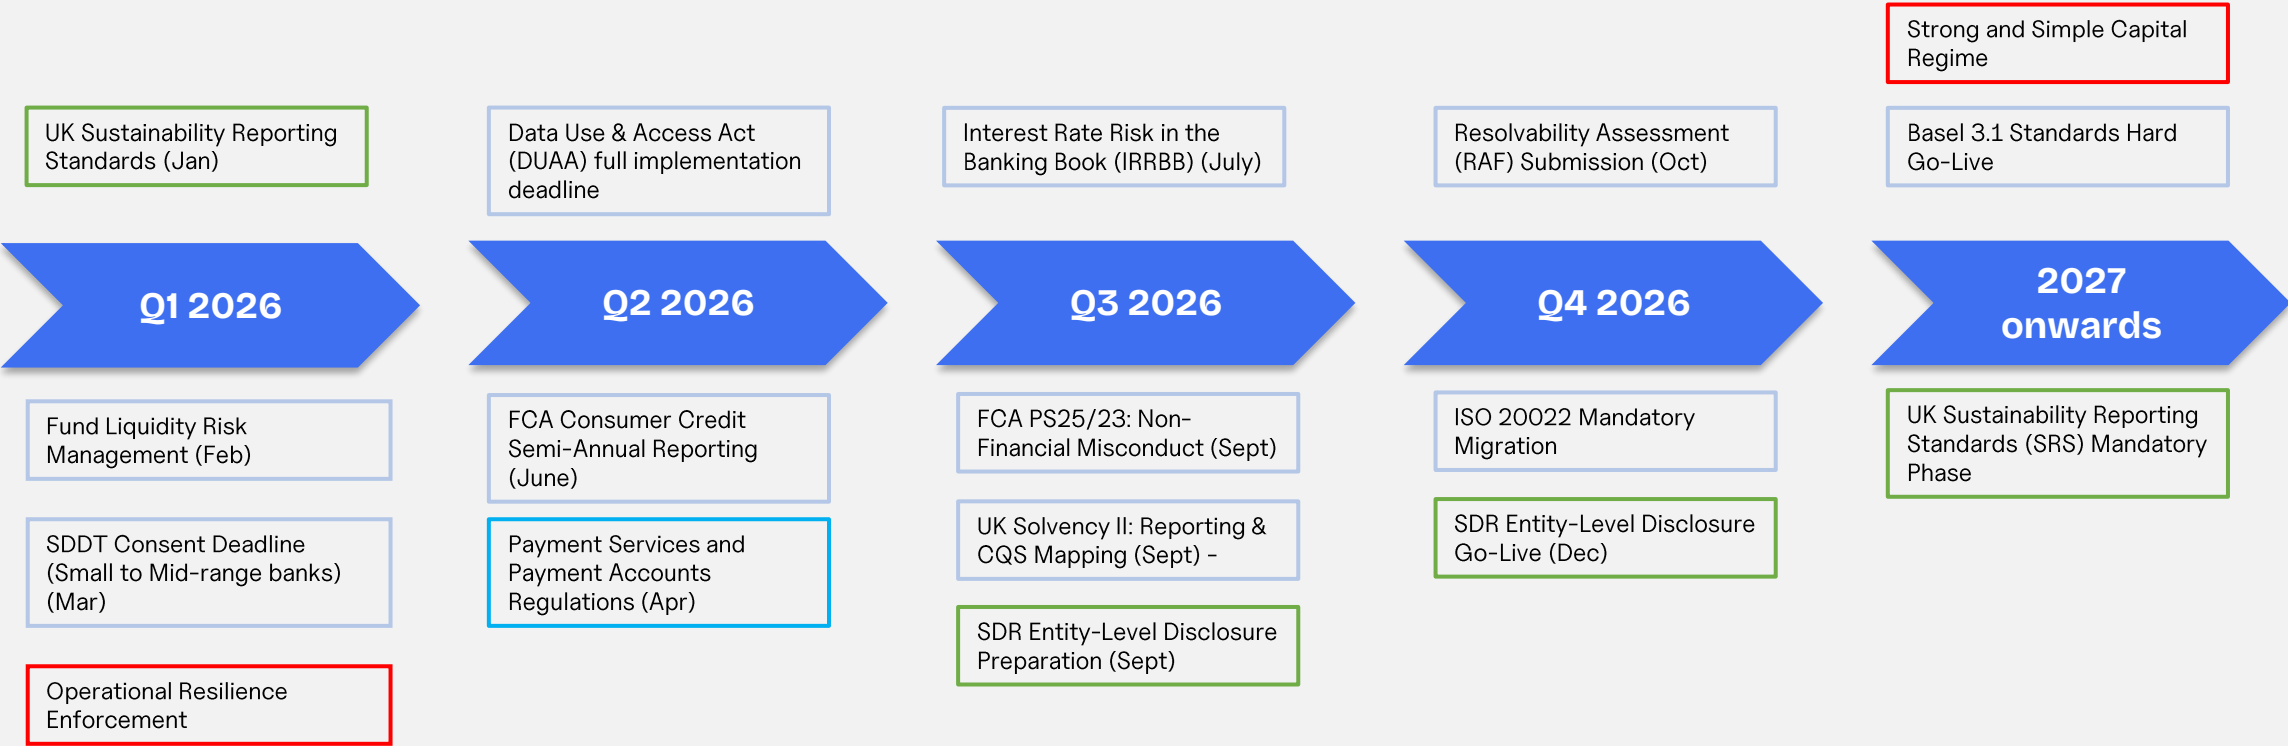 UK Sustainability Reporting
Standards (Jan)
Q1 2026
Fund Liquidity Risk
Management (Feb)
SDDT Consent Deadline
(Small to Mid-range banks)
(Mar)
Operational Resilience
Enforcement
Data Use & Access Act
(DUAA) full implementation
deadline
Q2 2026
FCA Consumer Credit
Semi-Annual Reporting
(June)
Payment Services and
Payment Accounts
Regulations (Apr)
Interest Rate Risk in the
Banking Book (IRRBB) (July)
Q3 2026
FCA PS25/23: Non-
Financial Misconduct (Sept)
UK Solvency II: Reporting &
CQS Mapping (Sept) -
SDR Entity-Level Disclosure
Preparation (Sept)
Resolvability Assessment
(RAF) Submission (Oct)
Q4 2026
ISO 20022 Mandatory
Migration
SDR Entity-Level Disclosure
Go-Live (Dec)
Strong and Simple Capital
Regime
Basel 3.1 Standards Hard
Go-Live
2027
onwards
UK Sustainability Reporting
Standards (SRS) Mandatory
Phase